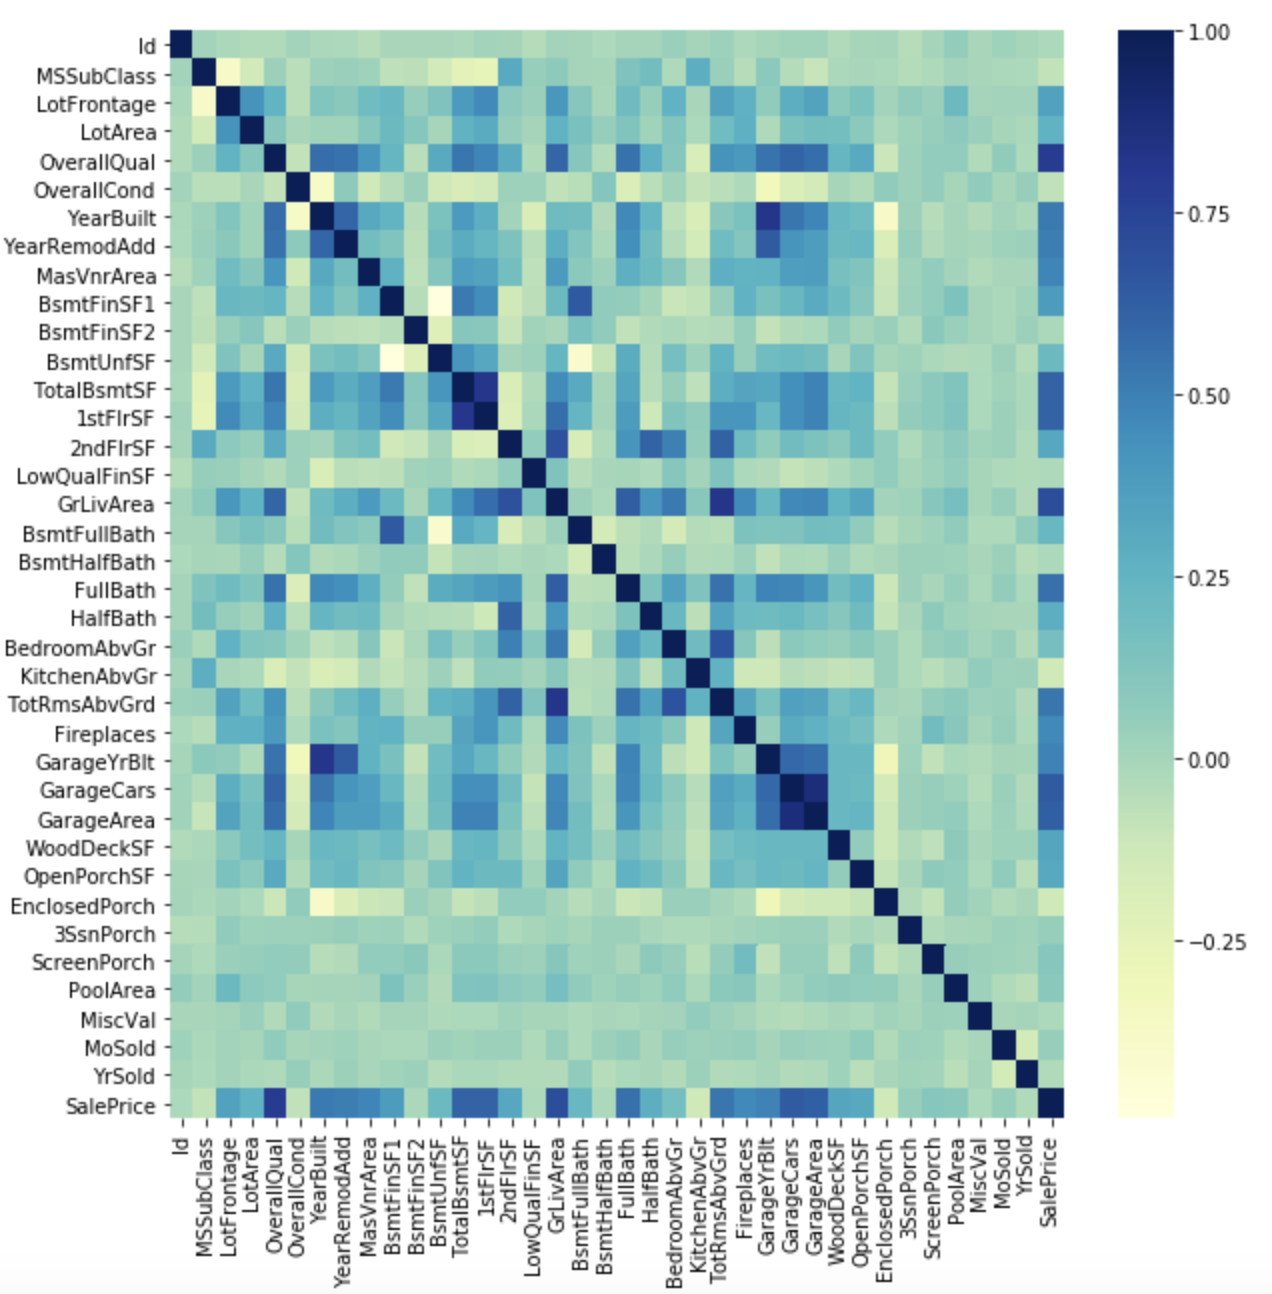 Id
MSSubClass
LotFrontage
LotArea
OverallQual
OverallCond
YearBuilt
YearRemodAdd
MasVnrArea
BsmtFinSF1
BsmtFinSF2
BsmtUnfSF
TotalBsmtSF
1stFlrSF
2ndFlrSF
LowQualFinSF
GrLivArea
BsmtFullBath
BsmtHalfBath
FullBath
HalfBath
BedroomAbvGr
KitchenAbvGr
TotRmsAbvGrd
Fireplaces
GarageYrBlt
GarageCars
GarageArea
WoodDeckSF
OpenPorchSF
EnclosedPorch
3SsnPorch
ScreenPorch
PoolArea
MiscVal
MoSold
YrSold
SalePrice
Id
MSSubClass
LotFrontage
LotArea
OverallQual
OverallCond
YearBuilt
YearRemodAdd
MasVnrArea
BsmtFinSF1
BsmtFinSF2
BsmtUnfSF
TotalBsmtSF
1stFlrSF
2ndFlrSF
LowQualFinSF
GrLivArea
BsmtFullBath
BsmtHalfBath
FullBath
HalfBath
BedroomAbvGr
KitchenAbvGr
TotRmsAbvGrd
Fireplaces
GarageYrBlt
GarageCars
GarageArea
WoodDeckSF
OpenPorchSF
EnclosedPorch
3SsnPorch
ScreenPorch
PoolArea
MiscVal
MoSold
YrSold
SalePrice
1.00
0.75
0.50
0.25
0.00
−0.25